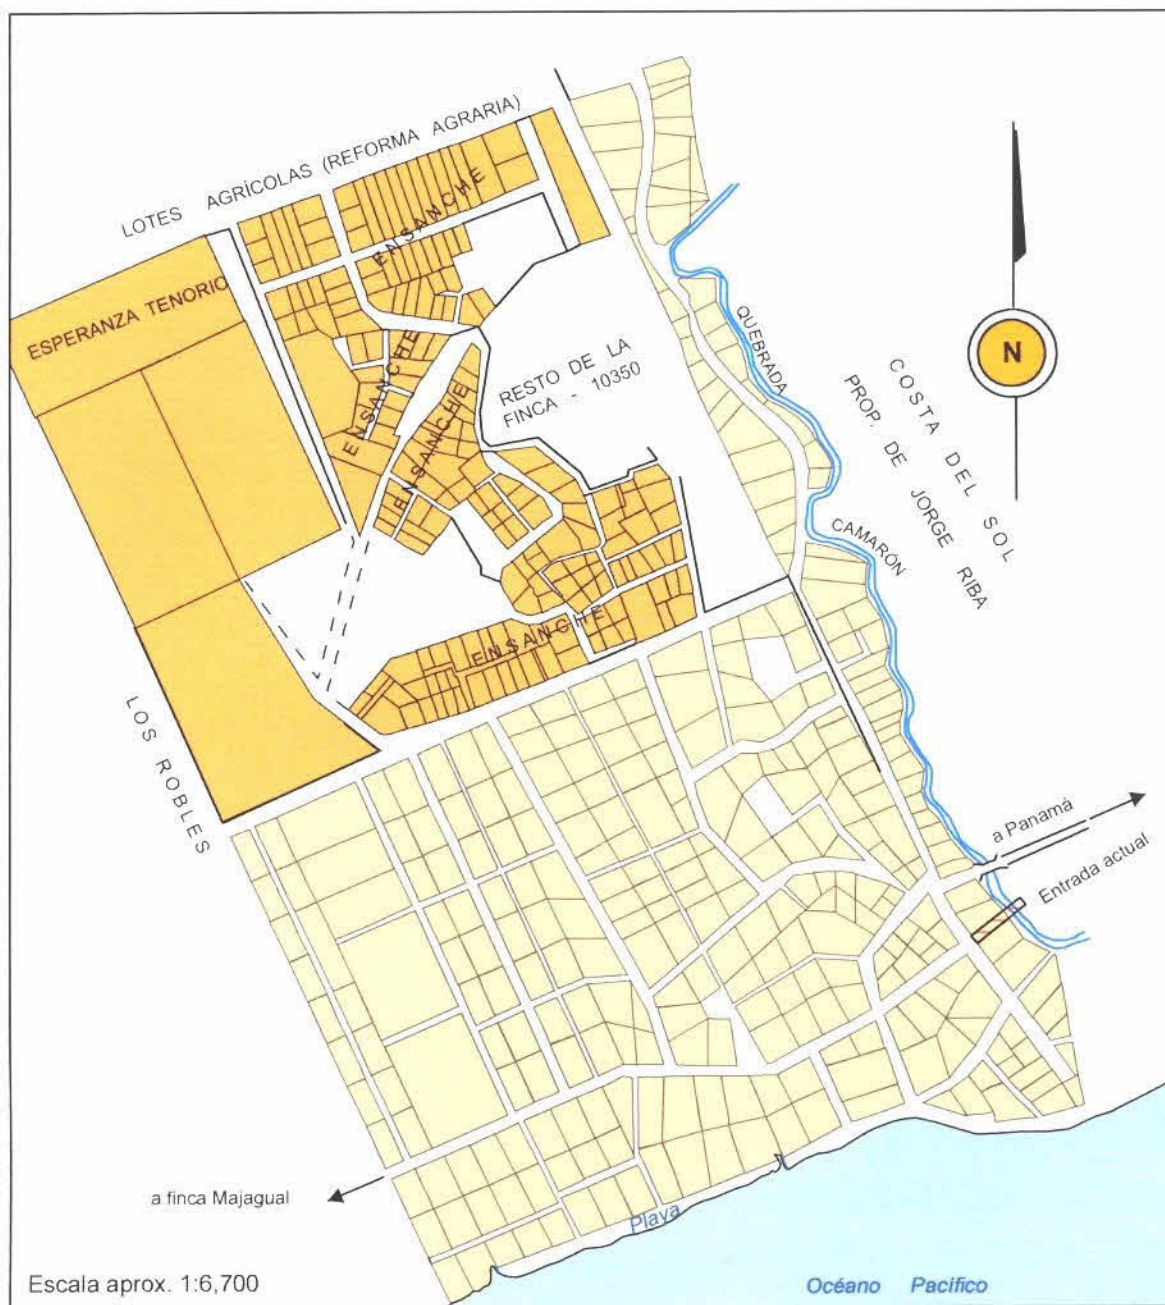 LOTES AGRÍCOLAS (REFORMA AGRARIA)
ENSANCHE
ESPERANZA TENORIO
ENSANCHE
ENSANCHE
RESTO DE LA
FINCA - 10350
QUEBRADA
CAMARÓN
COSTA DEL SOL
PROP. DE JORGE RIBA
N
ENSANCHE
LOS ROBLES
a Panamá
Entrada actual
a finca Majagual
Playa
Escala aprox. 1:6,700
Océano Pacifico